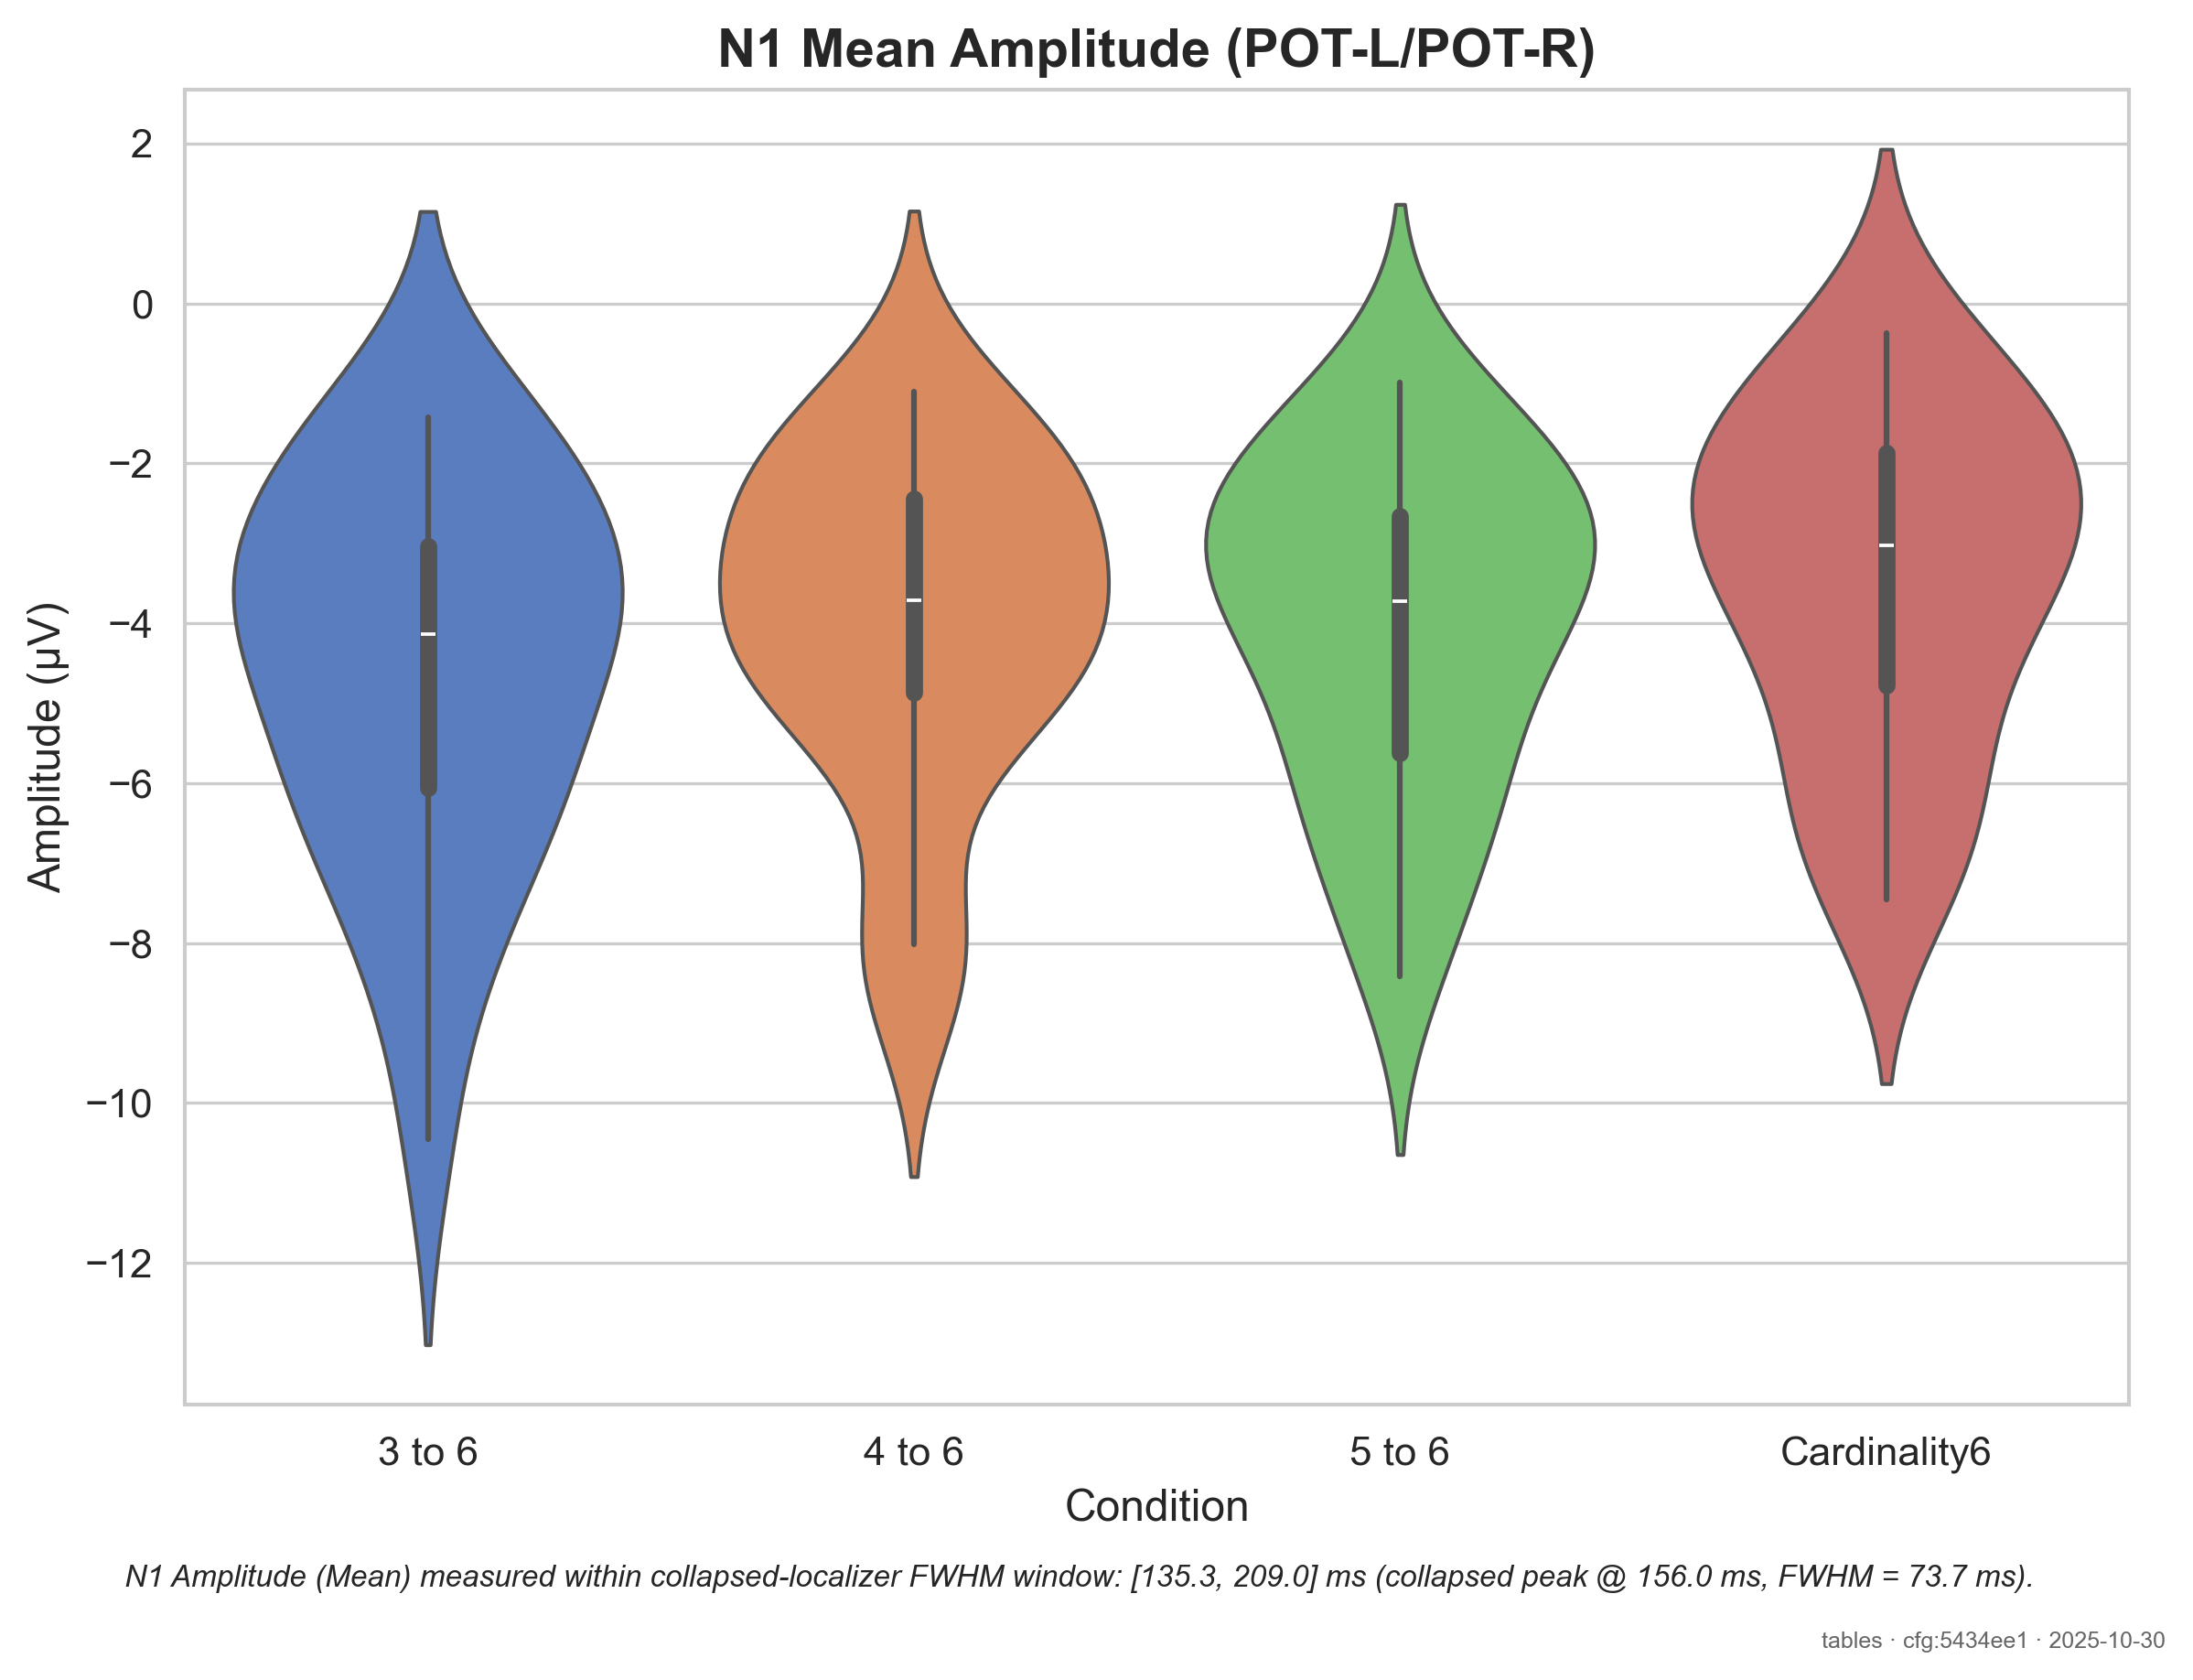 N1 Mean Amplitude (POT-L/POT-R)
2
0
−2
−4
−6
−8
−10
−12
Amplitude (µV)
3 to 6
4 to 6
5 to 6
Cardinality6
Condition
N1 Amplitude (Mean) measured within collapsed-localizer FWHM window: [135.3, 209.0] ms (collapsed peak @ 156.0 ms, FWHM = 73.7 ms).
tables · cfg:5434ee1 · 2025-10-30